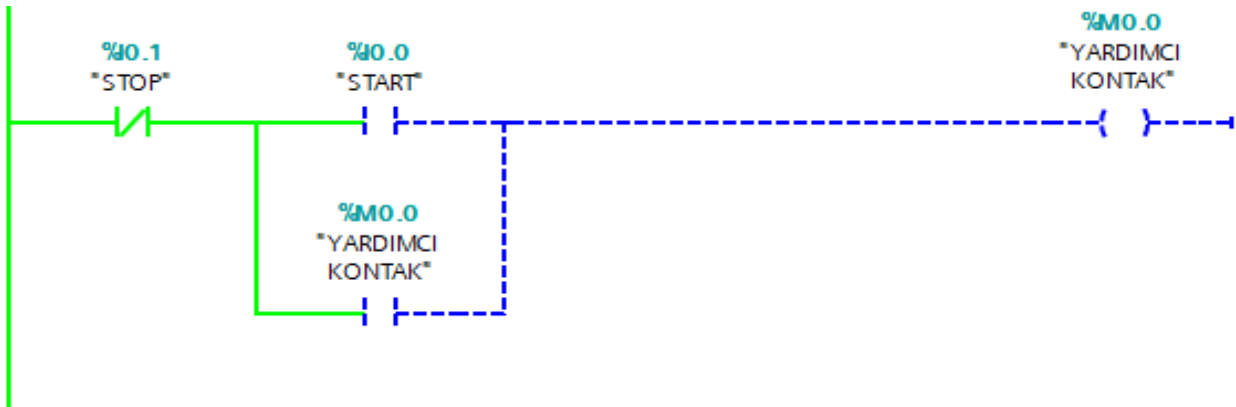 %I0.1
"STOP"
%I0.0
"START"
%M0.0
"YARDIMCI
KONTAK"
%M0.0
"YARDIMCI
KONTAK"